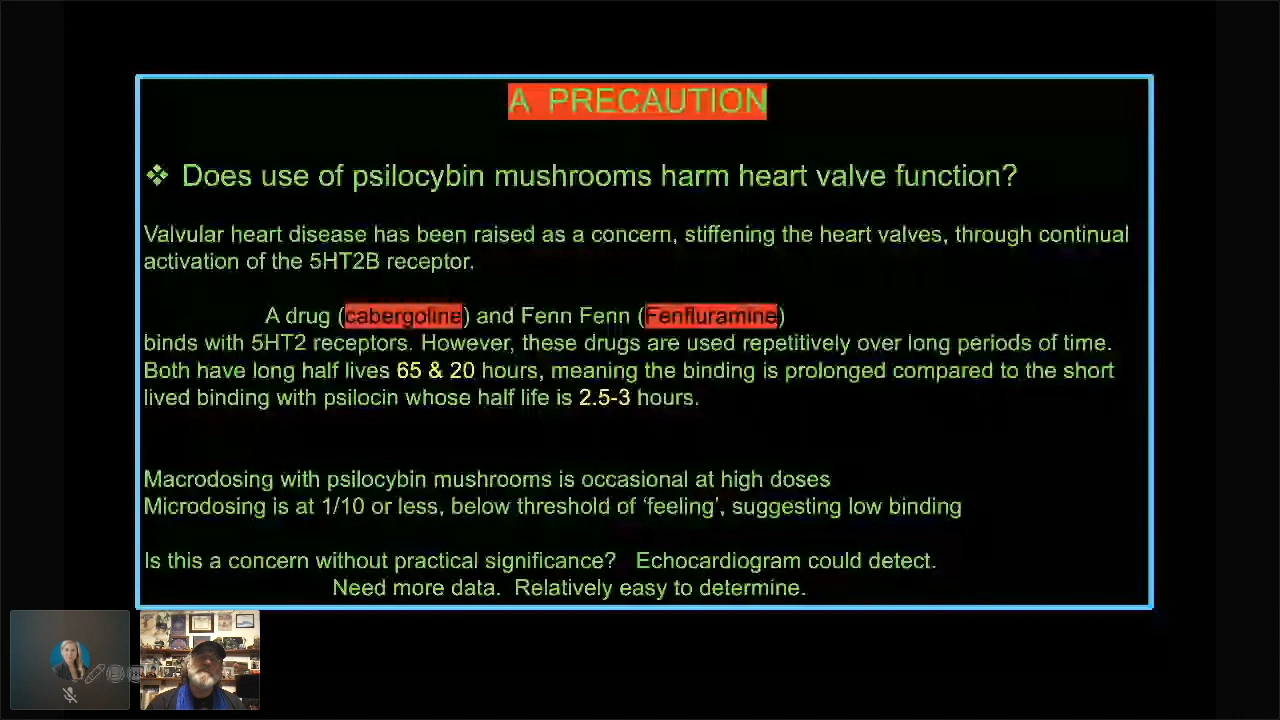 A PRECAUTION
❖ Does use of psilocybin mushrooms harm heart valve function?
Valvular heart disease has been raised as a concern, stiffening the heart valves, through continual
activation of the 5HT2B receptor.
A drug (cabergoline) and Fenn Fenn (Fenfluramine)
binds with 5HT2 receptors. However, these drugs are used repetitively over long periods of time.
Both have long half lives 65 & 20 hours, meaning the binding is prolonged compared to the short
lived binding with psilocin whose half life is 2.5-3 hours.
Macrodosing with psilocybin mushrooms is occasional at high doses
Microdosing is at 1/10 or less, below threshold of ‘feeling’, suggesting low binding
Is this a concern without practical significance? Echocardiogram could detect.
Need more data. Relatively easy to determine.